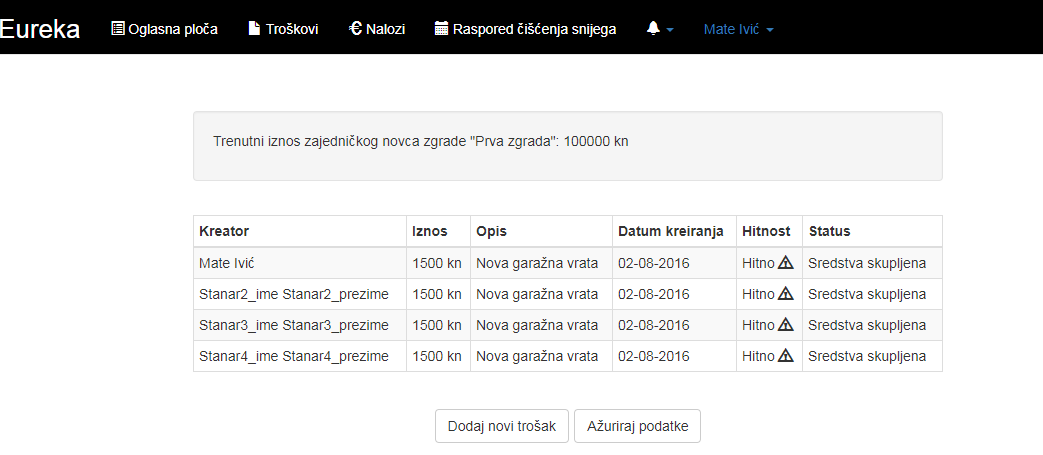 Eureka Oglasna ploča Troškovi Nalozi Raspored čišćenja snijega Mate Ivić
Trenutni iznos zajedničkog novca zgrade "Prva zgrada": 100000 kn
Kreator Iznos Opis Datum kreiranja Hitnost Status
Mate Ivić 1500 kn Nova garažna vrata 02-08-2016 Hitno Sredstva skupljena
Stanar2_ime Stanar2_prezime 1500 kn Nova garažna vrata 02-08-2016 Hitno Sredstva skupljena
Stanar3_ime Stanar3_prezime 1500 kn Nova garažna vrata 02-08-2016 Hitno Sredstva skupljena
Stanar4_ime Stanar4_prezime 1500 kn Nova garažna vrata 02-08-2016 Hitno Sredstva skupljena
Dodaj novi trošak Ažuriraj podatke